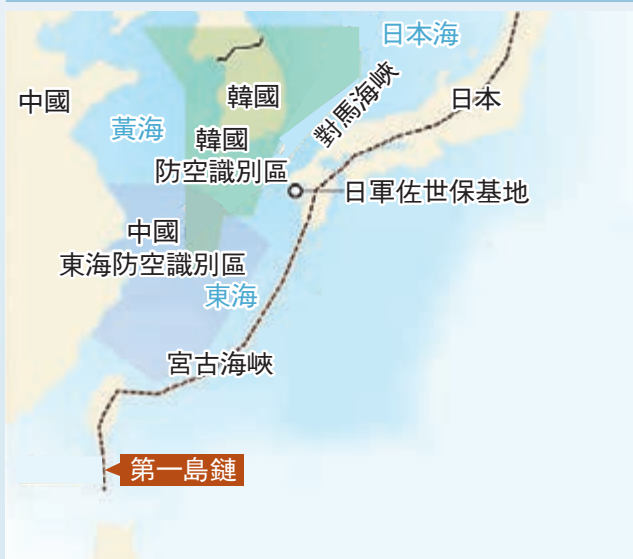 日本海
中國
韓國
對馬海峽
日本
黃海
韓國
防空識別區
日軍佐世保基地
中國
東海防空識別區
東海
宮古海峽
第一島鏈